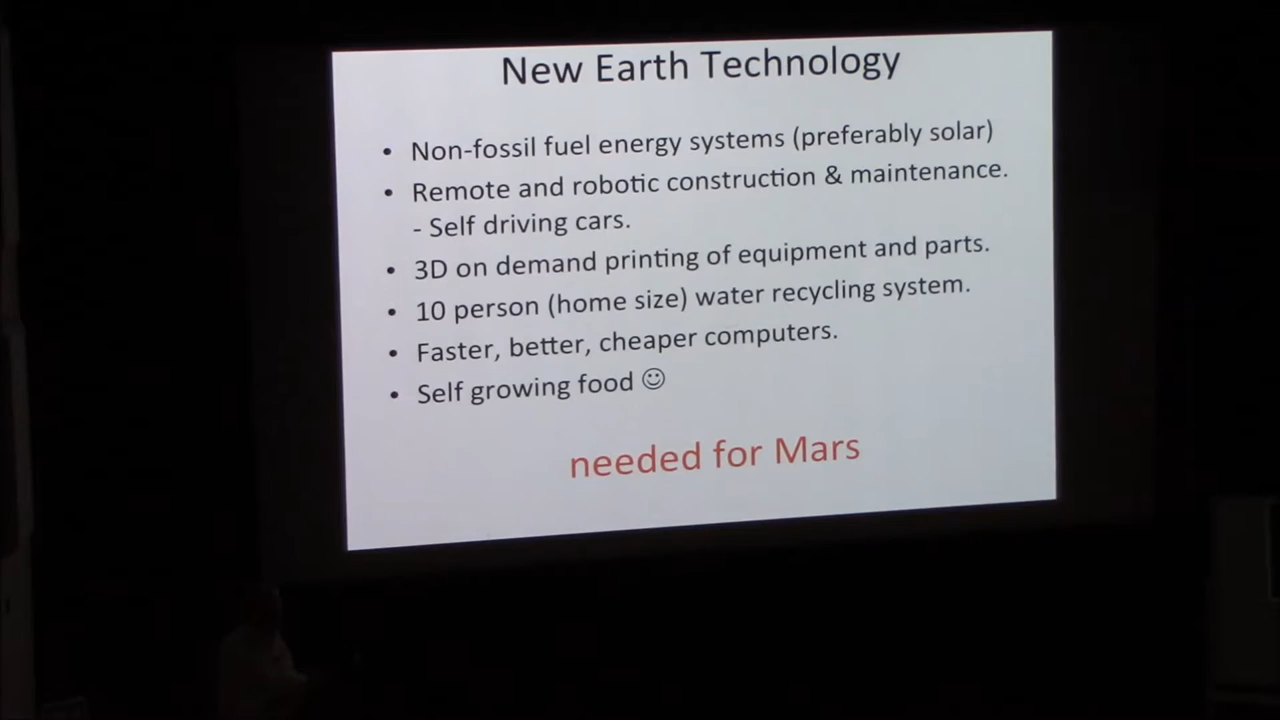 New Earth Technology
• Non-fossil fuel energy systems (preferably solar)
• Remote and robotic construction & maintenance.
- Self driving cars.
• 3D on demand printing of equipment and parts.
• 10 person (home size) water recycling system.
• Faster, better, cheaper computers.
• Self growing food ☺
needed for Mars